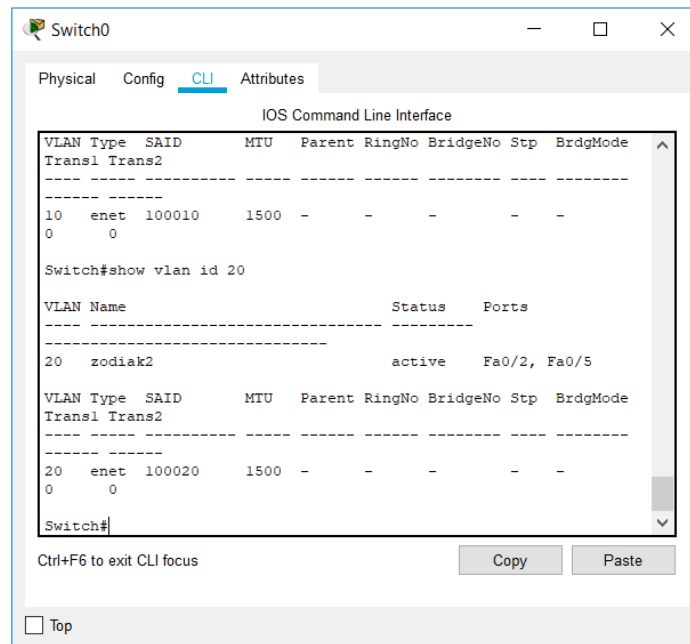 Switch0
Physical Config CLI Attributes
IOS Command Line Interface
VLAN Type SAID MTU Parent RingNo BridgeNo Stp BrdgMode
Trans1 Trans2
---- ----- ---------- ----- ------ ------ -------- ---- --------
------ ------
10 enet 100010 1500 - - - - -
0 0
Switch#show vlan id 20
VLAN Name Status Ports
---- -------------------------------- ---------
-------------------------------
20 zodiak2 active Fa0/2, Fa0/5
VLAN Type SAID MTU Parent RingNo BridgeNo Stp BrdgMode
Trans1 Trans2
---- ----- ---------- ----- ------ ------ -------- ---- --------
------ ------
20 enet 100020 1500 - - - - -
0 0
Switch#
Ctrl+F6 to exit CLI focus
Copy Paste
Top